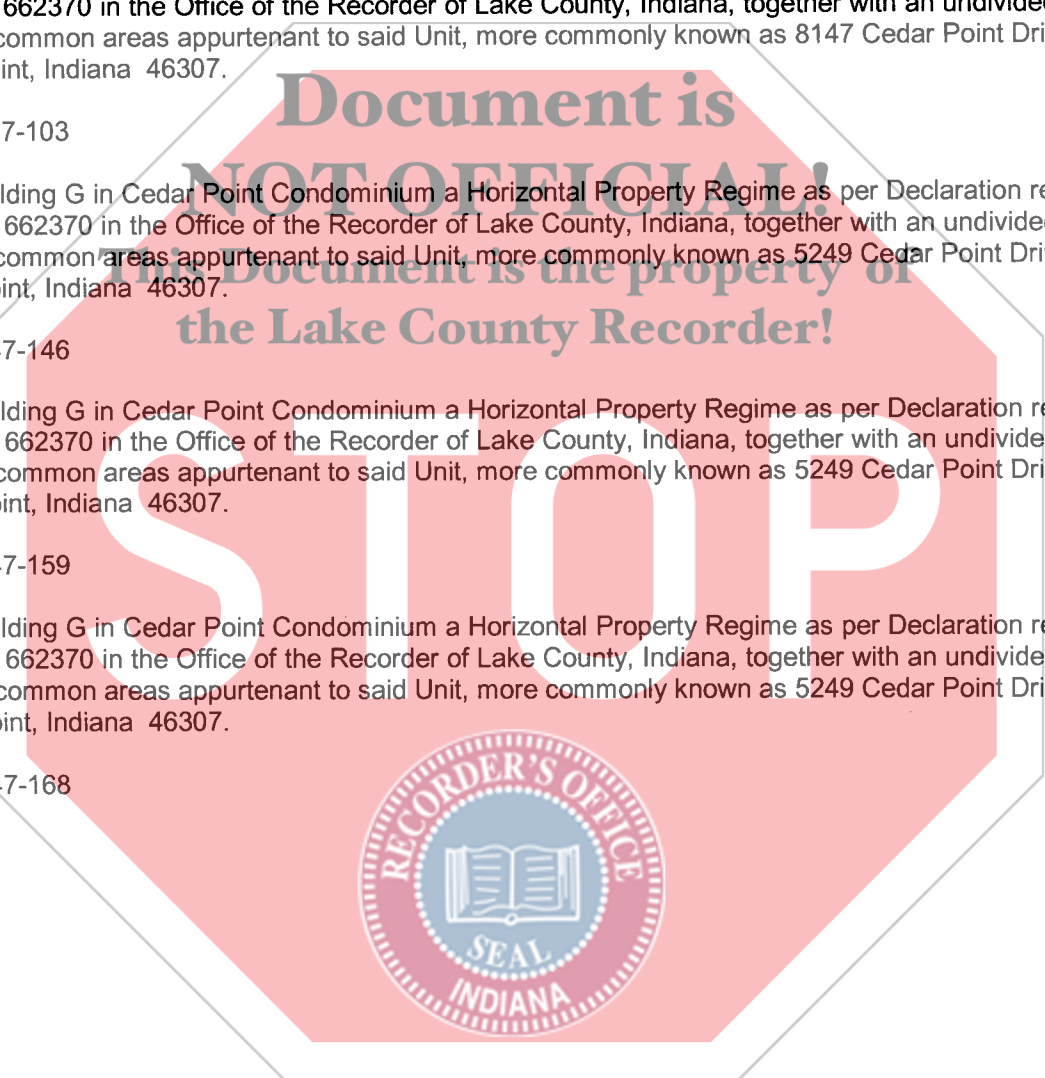 662370 in the Office of the Recorder of Lake County, Indiana, together with an undivide
common areas appurtenant to said Unit, more commonly known as 8147 Cedar Point Dri
int, Indiana 46307.
7-103
lding G in Cedar Point Condominium a Horizontal Property Regime as per Declaration re
662370 in the Office of the Recorder of Lake County, Indiana, together with an undivide
common areas appurtenant to said Unit, more commonly known as 5249 Cedar Point Dri
int, Indiana 46307.
7-146
lding G in Cedar Point Condominium a Horizontal Property Regime as per Declaration re
662370 in the Office of the Recorder of Lake County, Indiana, together with an undivide
common areas appurtenant to said Unit, more commonly known as 5249 Cedar Point Dri
oint, Indiana 46307.
7-159
lding G in Cedar Point Condominium a Horizontal Property Regime as per Declaration re
662370 in the Office of the Recorder of Lake County, Indiana, together with an undivide
common areas appurtenant to said Unit, more commonly known as 5249 Cedar Point Dri
oint, Indiana 46307.
7-168
Document is
NOT OFFICIAL!
This Document is the property of
the Lake County Recorder!
STOP
RECORDER'S OFFICE
SEAL
INDIANA